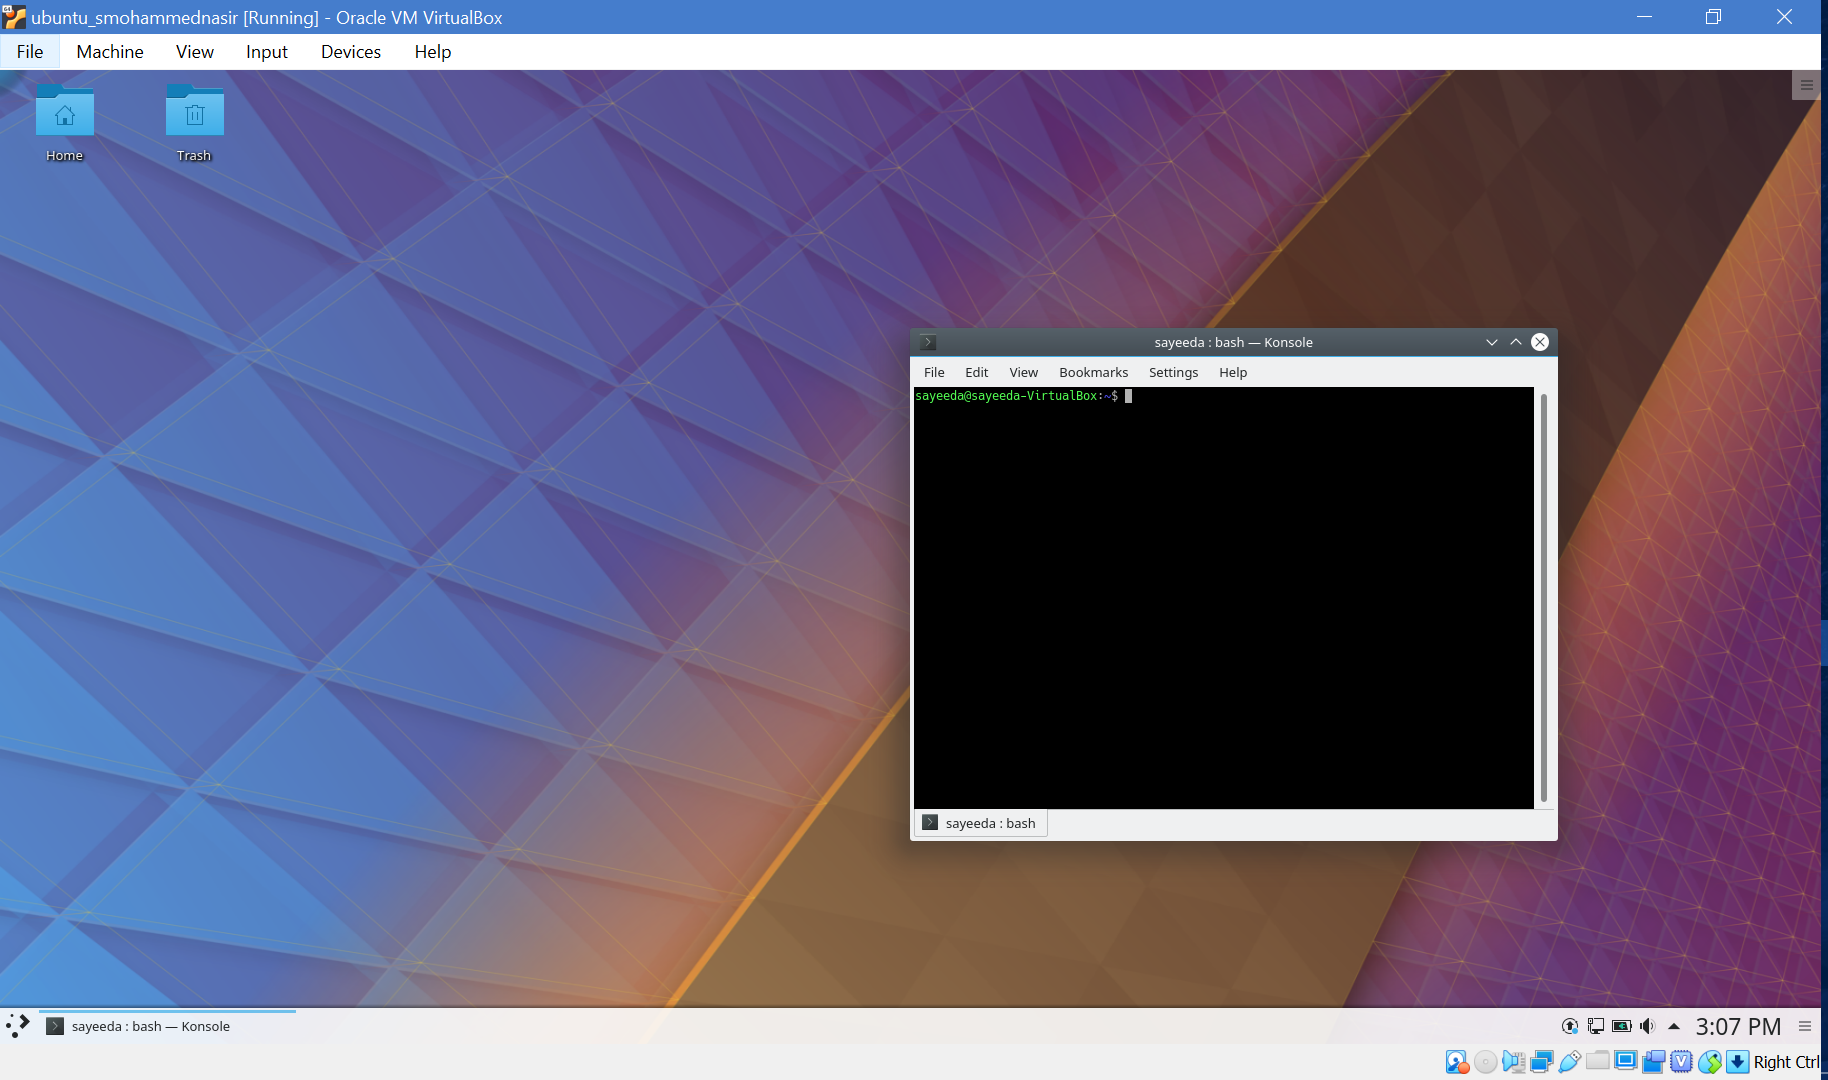 ubuntu_smohammednasir [Running] - Oracle VM VirtualBox
File Machine View Input Devices Help
Home Trash
sayeeda : bash — Konsole
File Edit View Bookmarks Settings Help
sayeeda@sayeeda-VirtualBox:~$
sayeeda : bash
sayeeda : bash — Konsole 3:07 PM
Right Ctrl